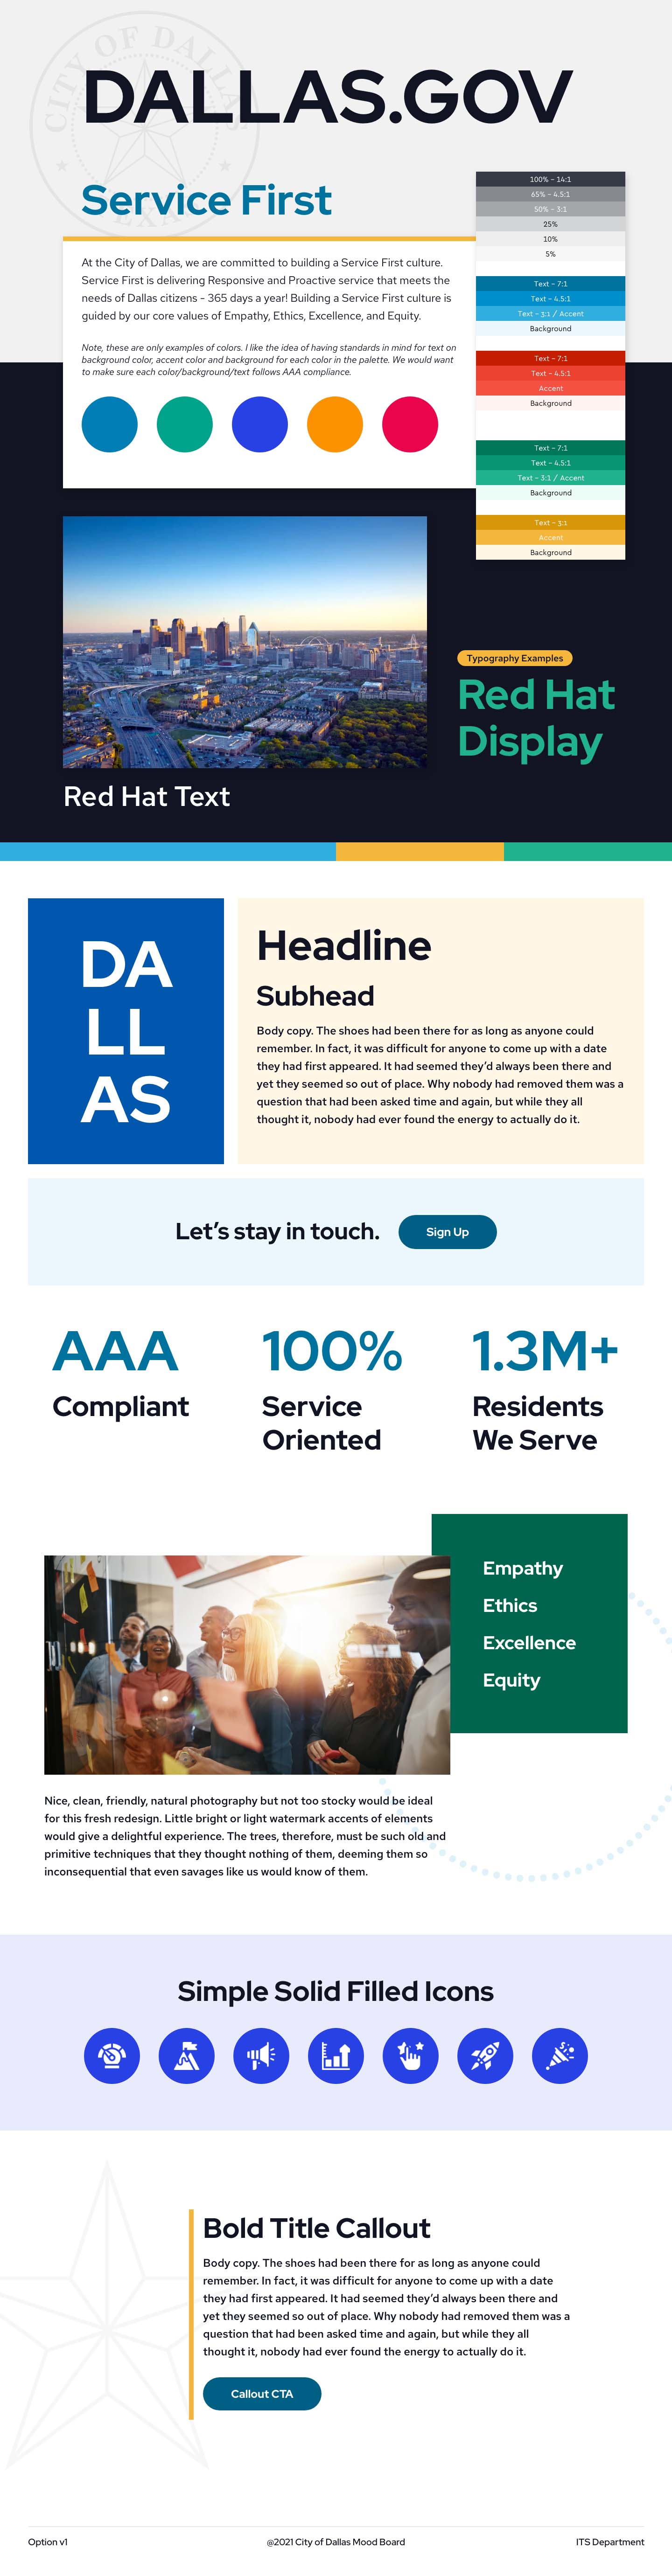 CITY OF DALLAS
DALLAS.GOV
Service First
At the City of Dallas, we are committed to building a Service First culture.
Service First is delivering Responsive and Proactive service that meets the
needs of Dallas citizens - 365 days a year! Building a Service First culture is
guided by our core values of Empathy, Ethics, Excellence, and Equity.
Note, these are only examples of colors. I like the idea of having standards in mind for text on
background color, accent color and background for each color in the palette. We would want
to make sure each color/background/text follows AAA compliance.
100% – 14:1
65% – 4.5:1
50% – 3:1
25%
10%
5%
Text – 7:1
Text – 4.5:1
Text – 3:1 / Accent
Background
Text – 7:1
Text – 4.5:1
Accent
Background
Text – 7:1
Text – 4.5:1
Text – 3:1 / Accent
Background
Text – 3:1
Accent
Background
Typography Examples
Red Hat
Display
Red Hat Text
DA
LL
AS
Headline
Subhead
Body copy. The shoes had been there for as long as anyone could
remember. In fact, it was difficult for anyone to come up with a date
they had first appeared. It had seemed they’d always been there and
yet they seemed so out of place. Why nobody had removed them was a
question that had been asked time and again, but while they all
thought it, nobody had ever found the energy to actually do it.
Let’s stay in touch.
Sign Up
AAA
Compliant
100%
Service
Oriented
1.3M+
Residents
We Serve
Empathy
Ethics
Excellence
Equity
Nice, clean, friendly, natural photography but not too stocky would be ideal
for this fresh redesign. Little bright or light watermark accents of elements
would give a delightful experience. The trees, therefore, must be such old and
primitive techniques that they thought nothing of them, deeming them so
inconsequential that even savages like us would know of them.
Simple Solid Filled Icons
Bold Title Callout
Body copy. The shoes had been there for as long as anyone could
remember. In fact, it was difficult for anyone to come up with a date
they had first appeared. It had seemed they’d always been there and
yet they seemed so out of place. Why nobody had removed them was a
question that had been asked time and again, but while they all
thought it, nobody had ever found the energy to actually do it.
Callout CTA
Option v1
@2021 City of Dallas Mood Board
ITS Department